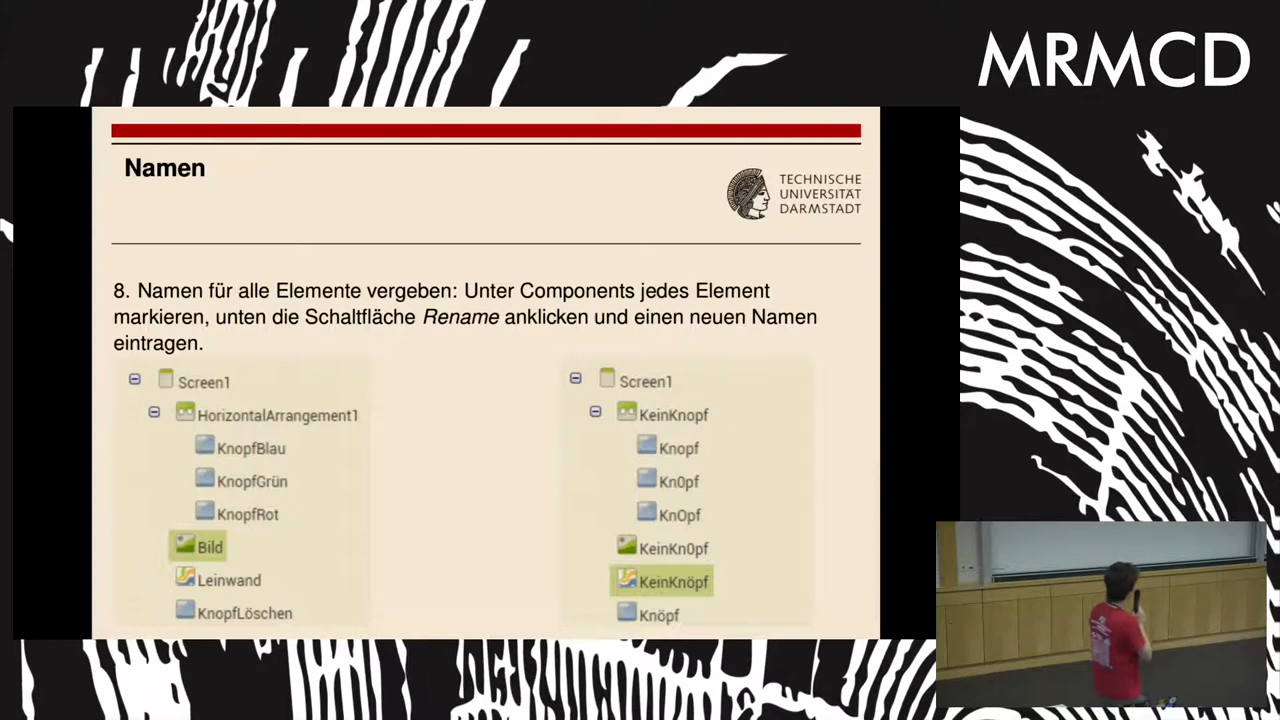 MRMCD
Namen
TECHNISCHE
UNIVERSITÄT
DARMSTADT
8. Namen für alle Elemente vergeben: Unter Components jedes Element
markieren, unten die Schaltfläche Rename anklicken und einen neuen Namen
eintragen.
Screen1
HorizontalArrangement1
KnopfBlau
KnopfGrün
KnopfRot
Bild
Leinwand
KnopfLöschen
Screen1
KeinKnopf
Knopf
Kn0pf
KnOpf
KeinKn0pf
KeinKnöpf
Knöpf